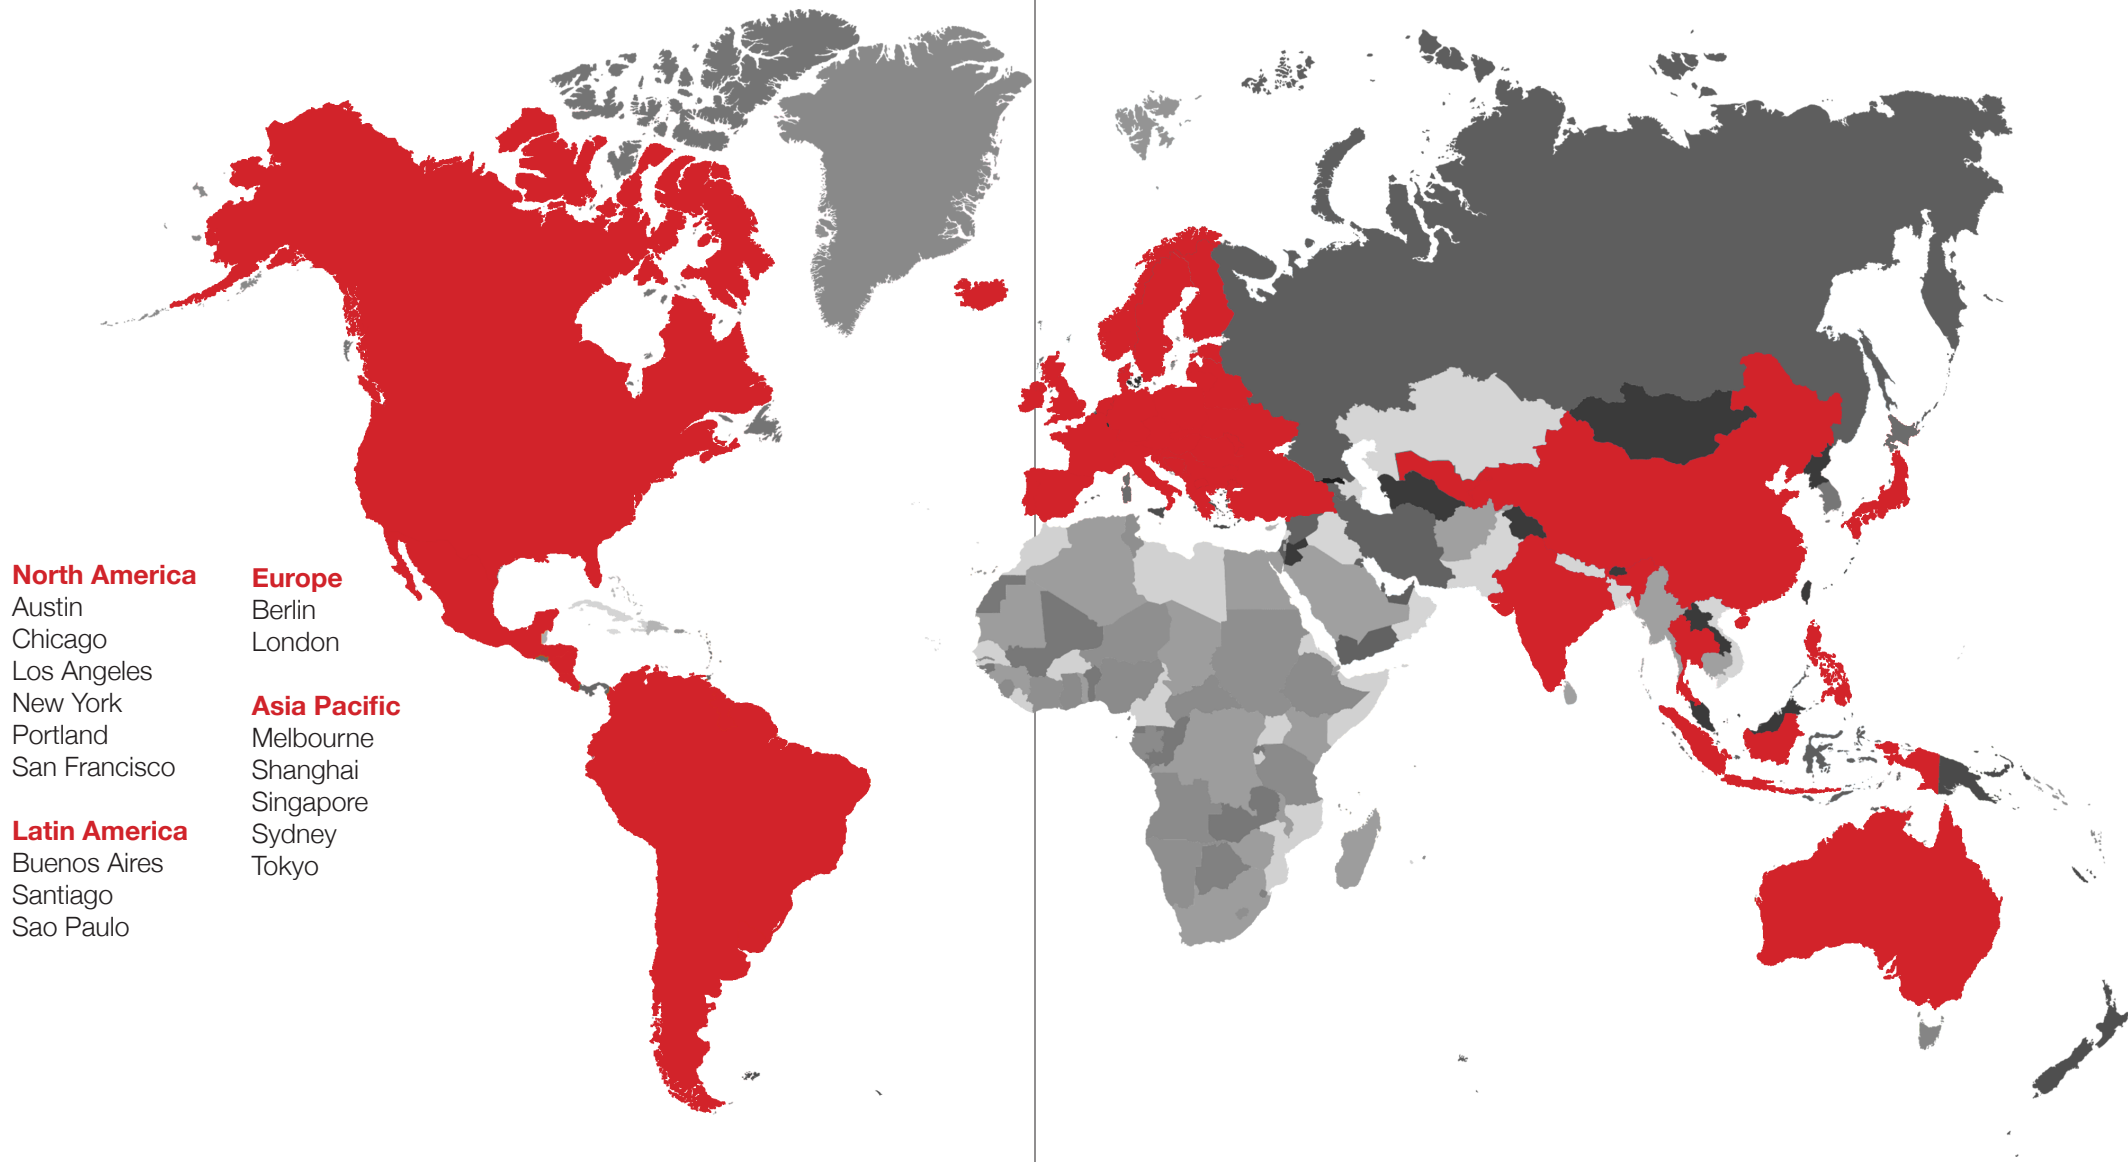 North America
Austin
Chicago
Los Angeles
New York
Portland
San Francisco
Latin America
Buenos Aires
Santiago
Sao Paulo
Europe
Berlin
London
Asia Pacific
Melbourne
Shanghai
Singapore
Sydney
Tokyo